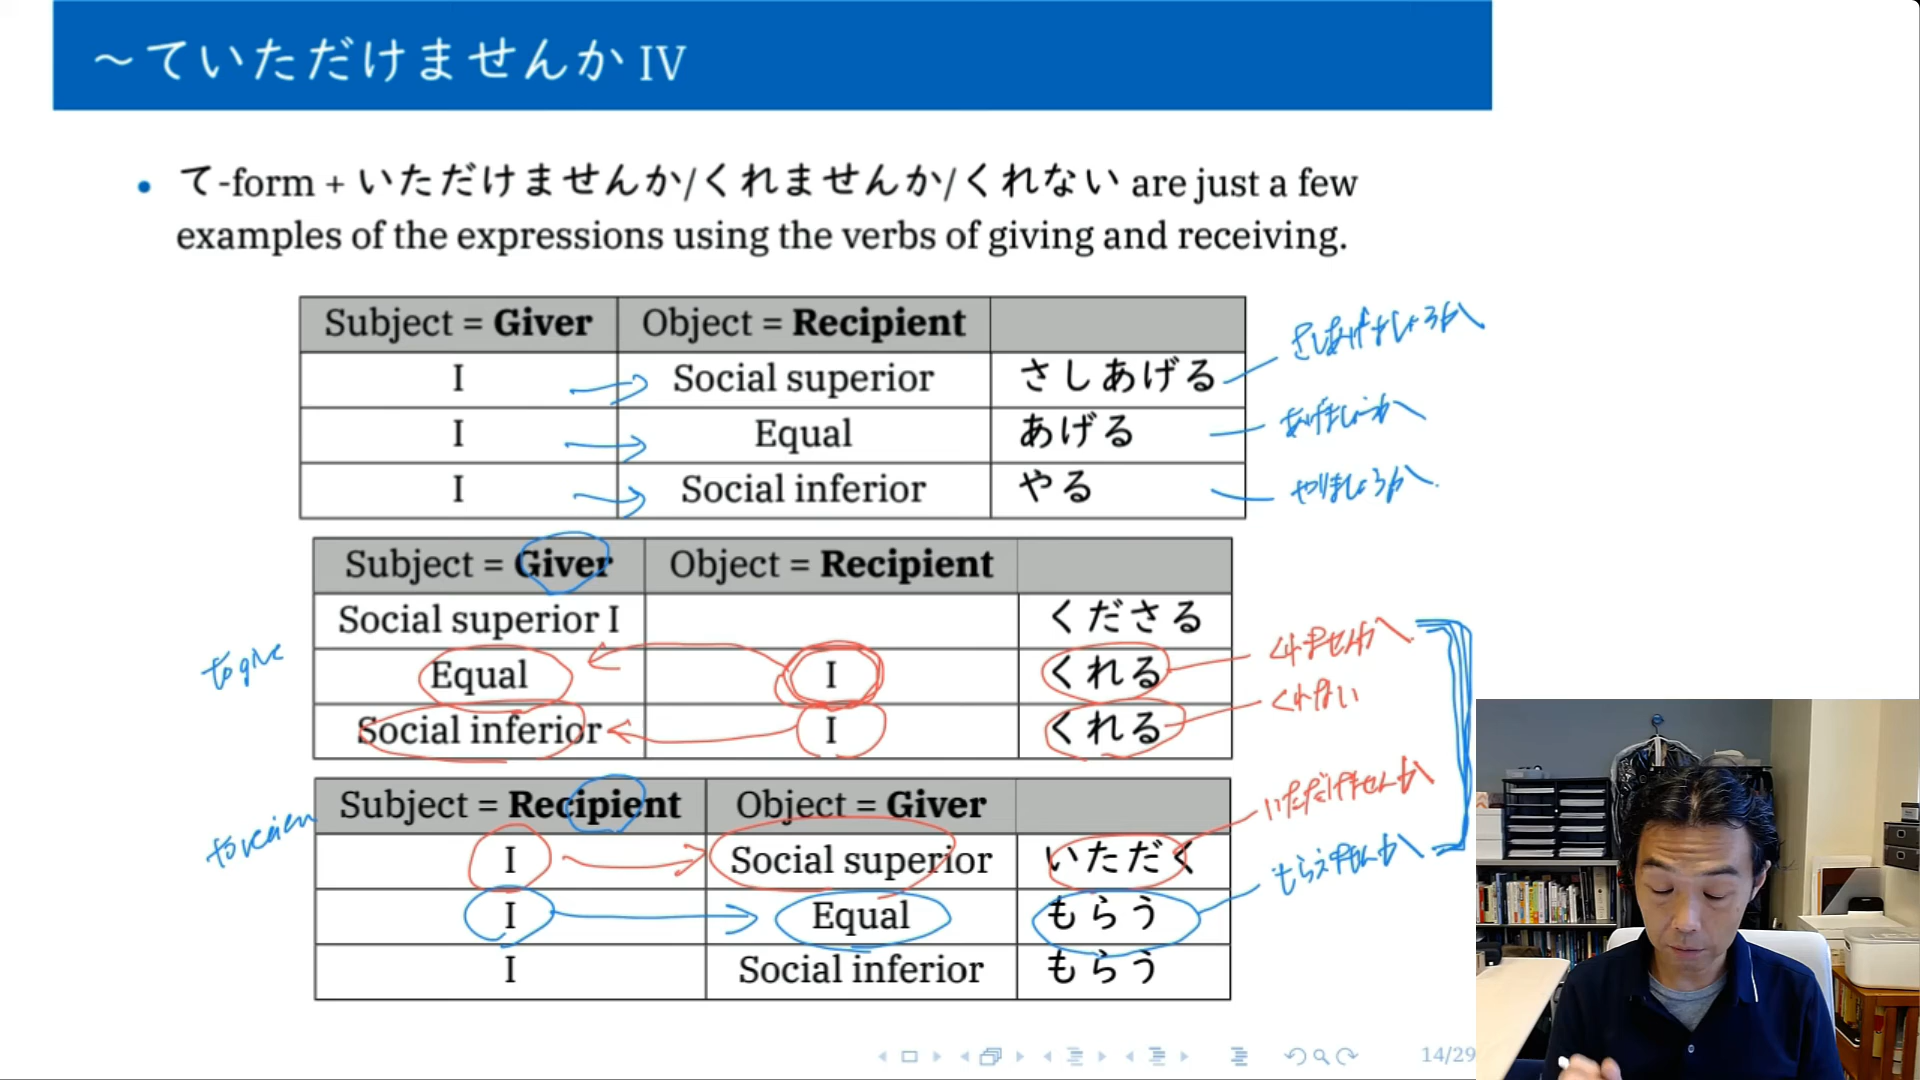 ～ていただけませんか IV
• て-form + いただけませんか/くれませんか/くれない are just a few
examples of the expressions using the verbs of giving and receiving.
Subject = Giver Object = Recipient
I Social superior さしあげる さしあげましょうか
I Equal あげる あげましょうか
I Social inferior やる やりましょうか
Subject = Giver Object = Recipient
Social superior I くださる
to give
Equal I くれる くれませんか
Social inferior I くれる くれない
Subject = Recipient Object = Giver
I Social superior いただく いただけませんか
I Equal もらう もらえませんか
I Social inferior もらう
14/29